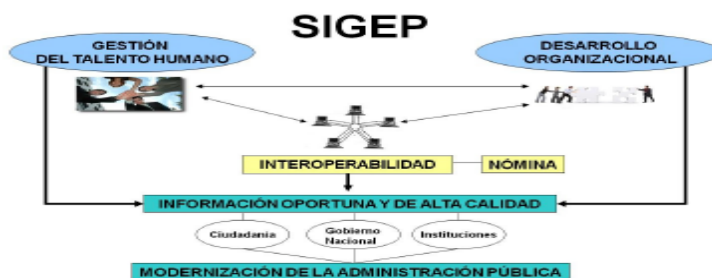 SIGEP
GESTIÓN
DEL TALENTO HUMANO
DESARROLLO
ORGANIZACIONAL
INTEROPERABILIDAD
NÓMINA
INFORMACIÓN OPORTUNA Y DE ALTA CALIDAD
Ciudadanía
Gobierno
Nacional
Instituciones
MODERNIZACIÓN DE LA ADMINISTRACIÓN PÚBLICA